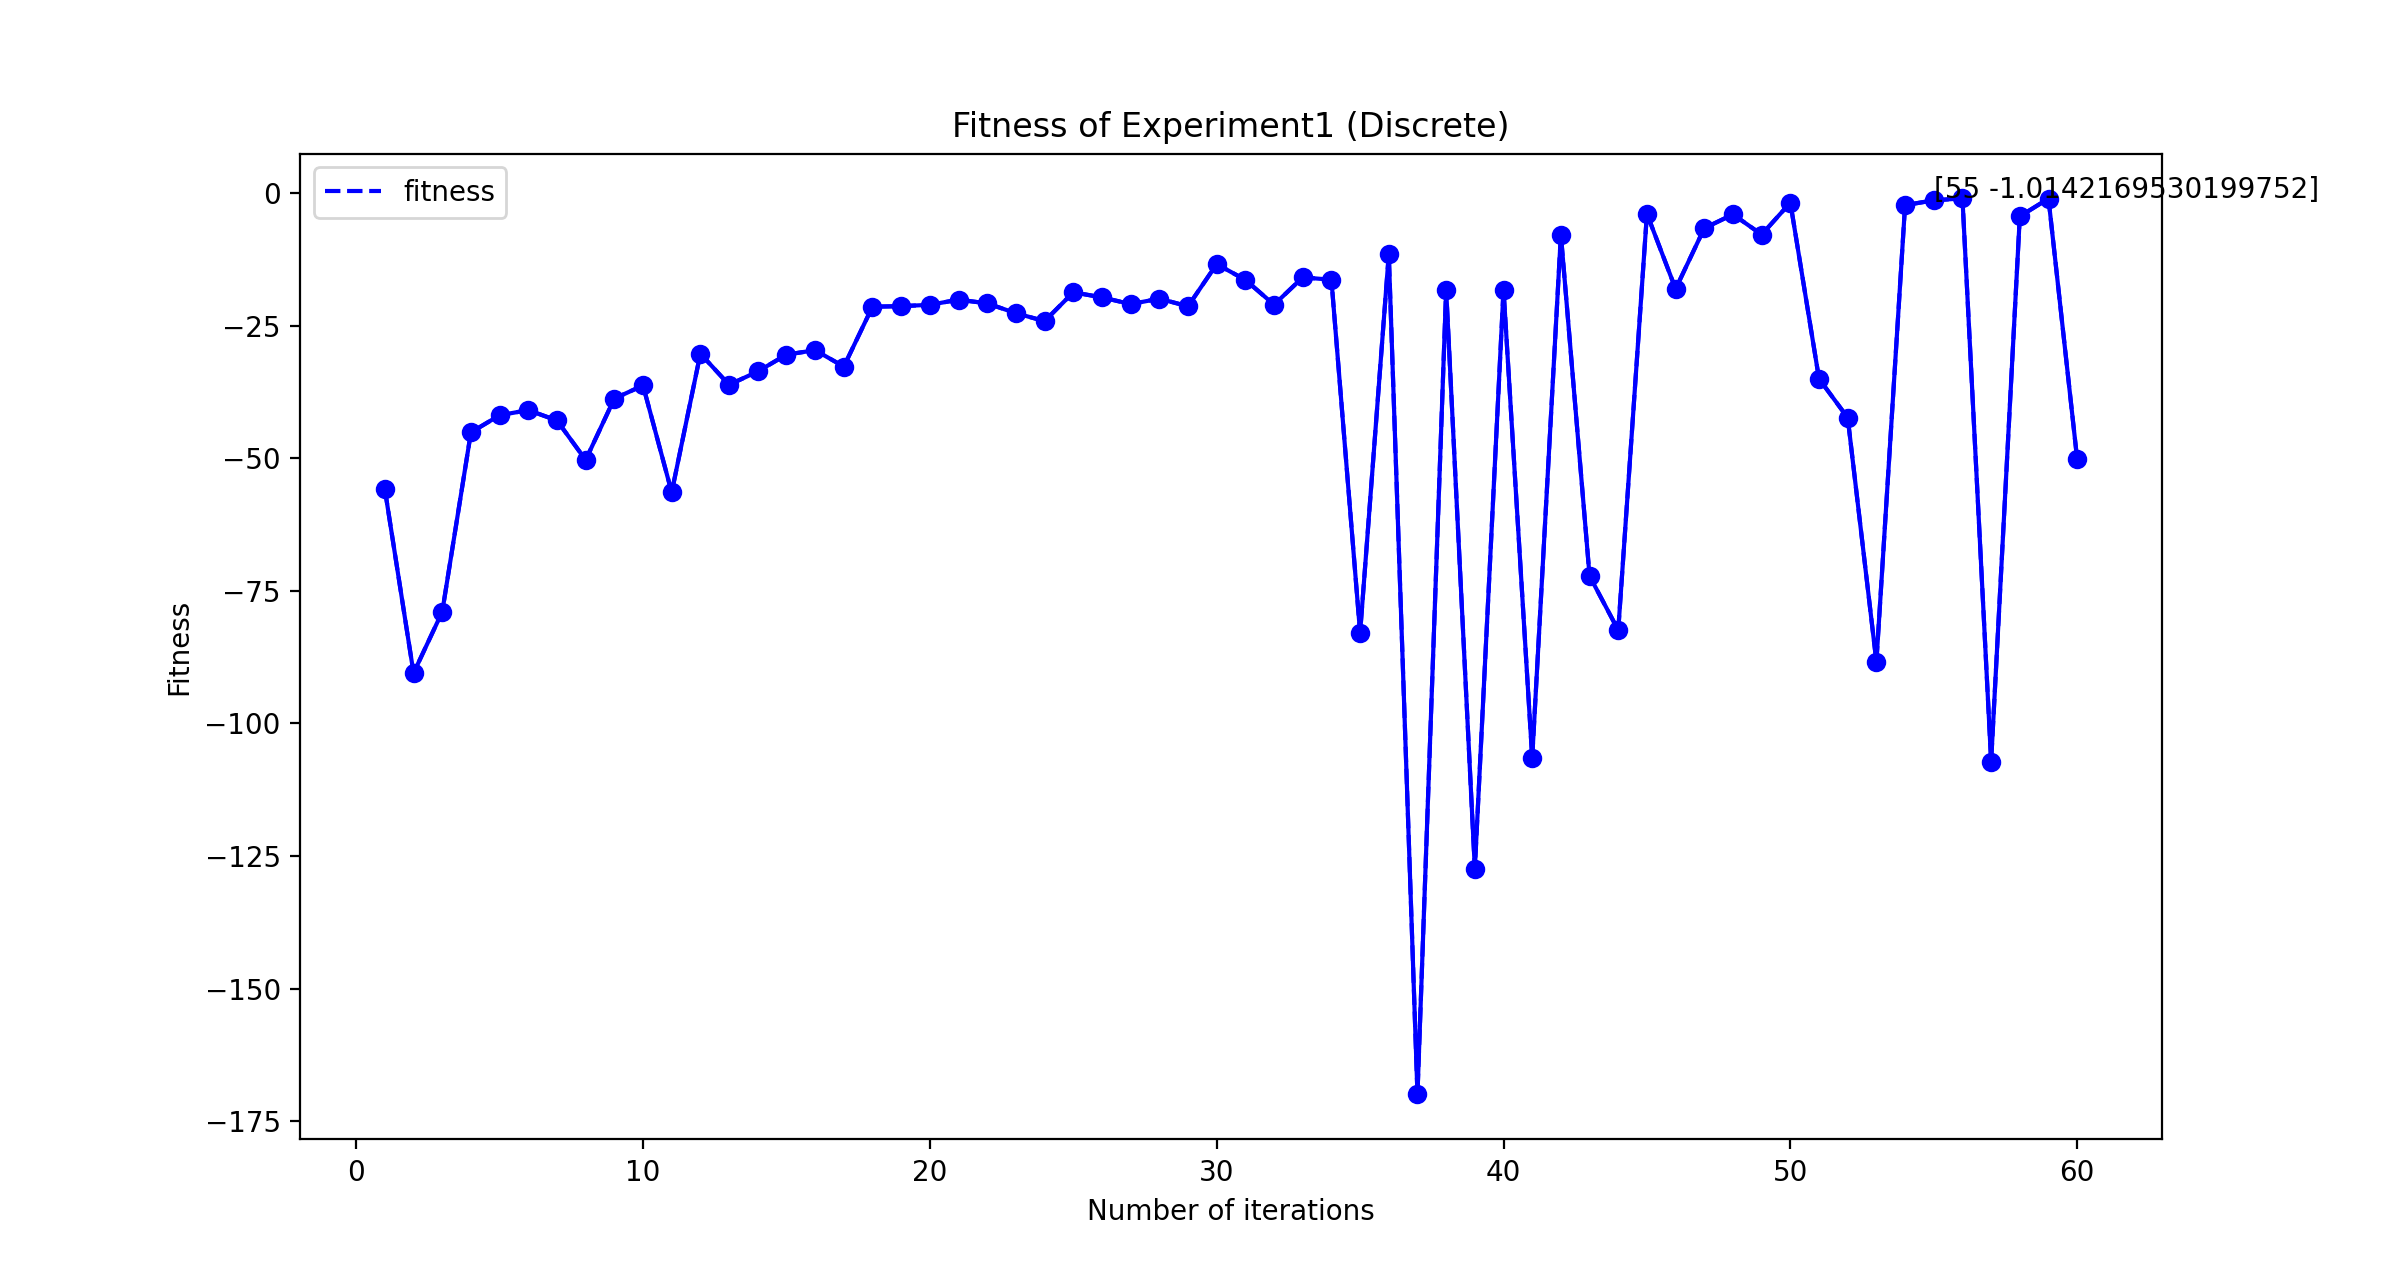 Fitness of Experiment1 (Discrete)
fitness
[55 -1.0142169530199752]
0
−25
−50
−75
−100
−125
−150
−175
Fitness
0 10 20 30 40 50 60
Number of iterations